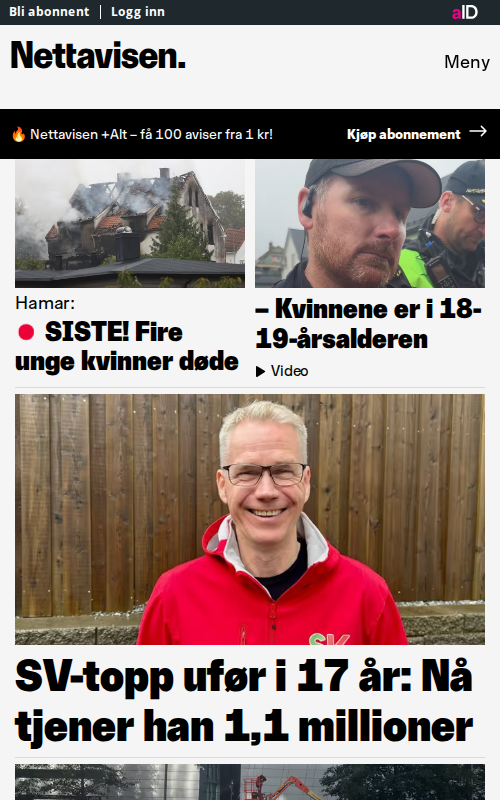 Bli abonnent
Logg inn
aID
Nettavisen.
Meny
🔥 Nettavisen +Alt – få 100 aviser fra 1 kr!
Kjøp abonnement →
Hamar:
SISTE! Fire
unge kvinner døde
– Kvinnene er i 18-
19-årsalderen
Video
SV-topp ufør i 17 år: Nå
tjener han 1,1 millioner